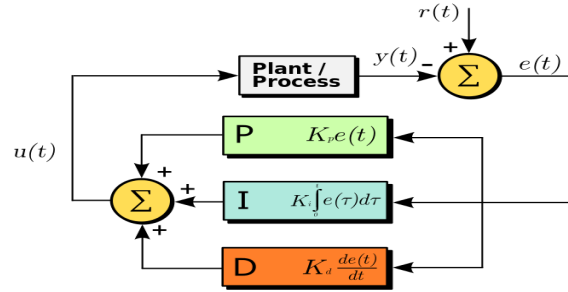 r(t)
Plant /
Process
y(t)
−
+
Σ
e(t)
u(t)
P K_p e(t)
+
Σ
+
I K_i ∫_0^t e(τ)dτ
+
D K_d de(t)/dt